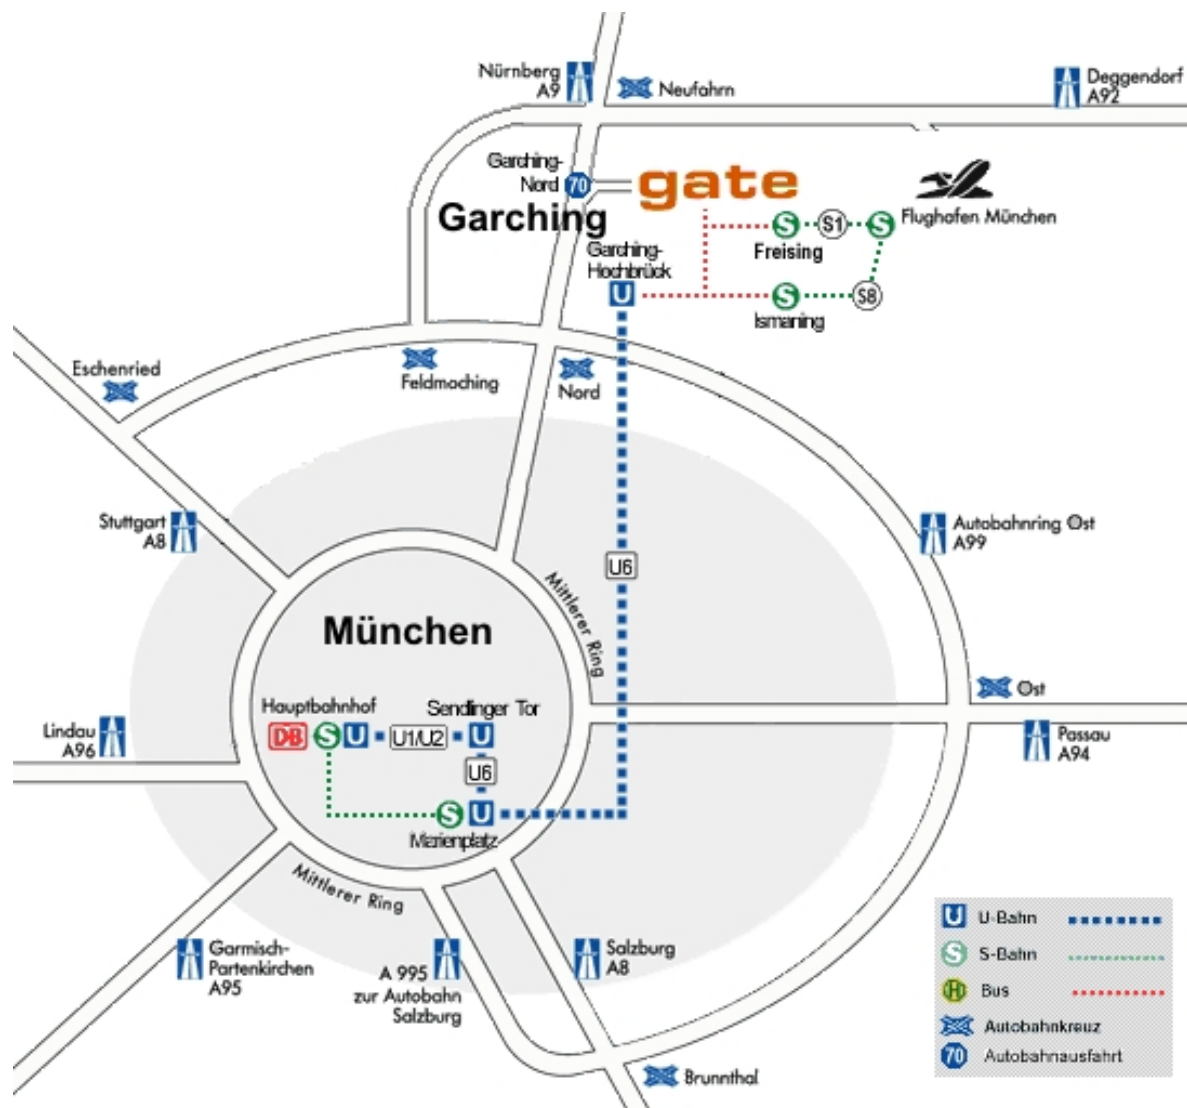 Nürnberg
A9
Neufahrn
Deggendorf
A92
Garching-
Nord
70
gate
Garching
Flughafen München
S
S1
S
Freising
Garching-
Hochbrück
U
S
S8
Ismaning
Eschenried
Feldmoching
Nord
Stuttgart
A8
Autobahnring Ost
A99
U6
Mittlerer Ring
München
Hauptbahnhof
Sendlinger Tor
DB
S
U
U1/U2
U
Ost
Lindau
A96
Passau
A94
U6
S
U
Marienplatz
Mittlerer Ring
Garmisch-
Partenkirchen
A95
A 995
zur Autobahn
Salzburg
Salzburg
A8
Brunnthal
U
U-Bahn
S
S-Bahn
H
Bus
Autobahnkreuz
70
Autobahnausfahrt